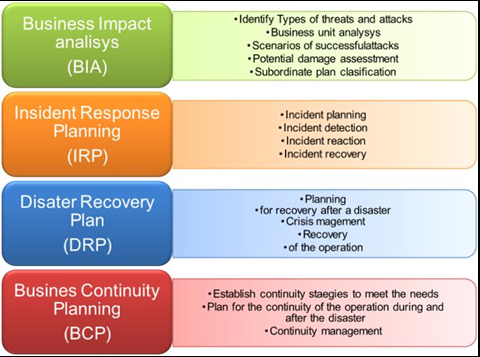 Business Impact
analisys
(BIA)
•Identify Types of threats and attacks
•Business unit analysys
•Scenarios of successfulattacks
•Potential damage assesstment
•Subordinate plan clasification
Insident Response
Planning
(IRP)
•Incident planning
•Incident detection
•Incident reaction
•Incident recovery
Disater Recovery
Plan
(DRP)
•Planning
•for recovery after a disaster
•Crisis magement
•Recovery
•of the operation
Busines Continuity
Planning
(BCP)
•Establish continuity staegies to meet the needs
•Plan for the continuity of the operation during and
after the disaster
•Continuity management